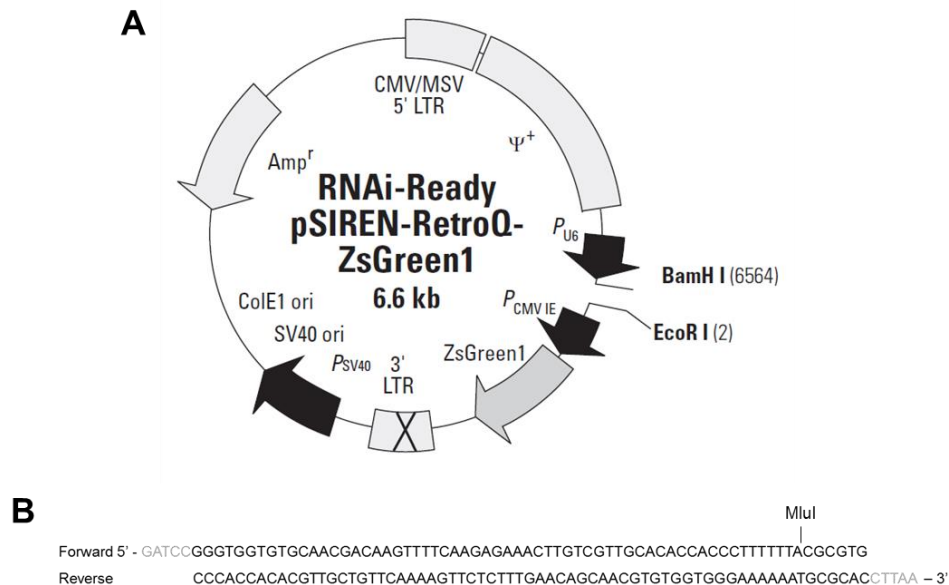 A
CMV/MSV
5' LTR
Ψ+
Ampr
RNAi-Ready
pSIREN-RetroQ-
ZsGreen1
6.6 kb
PU6
BamH I (6564)
PCMV IE
EcoR I (2)
ColE1 ori
SV40 ori
PSV40
3'
LTR
ZsGreen1
B
MluI
Forward 5' - GATCCGGGTGGTGTGCAACGACAAGTTTTCAAGAGAAACTTGTCGTTGCACACCACCCTTTTTTACGCGTG
Reverse CCCACCACACGTTGCTGTTCAAAAGTTCTCTTTGAACAGCAACGTGTGGTGGGAAAAAATGCGCACCTTAA – 3'